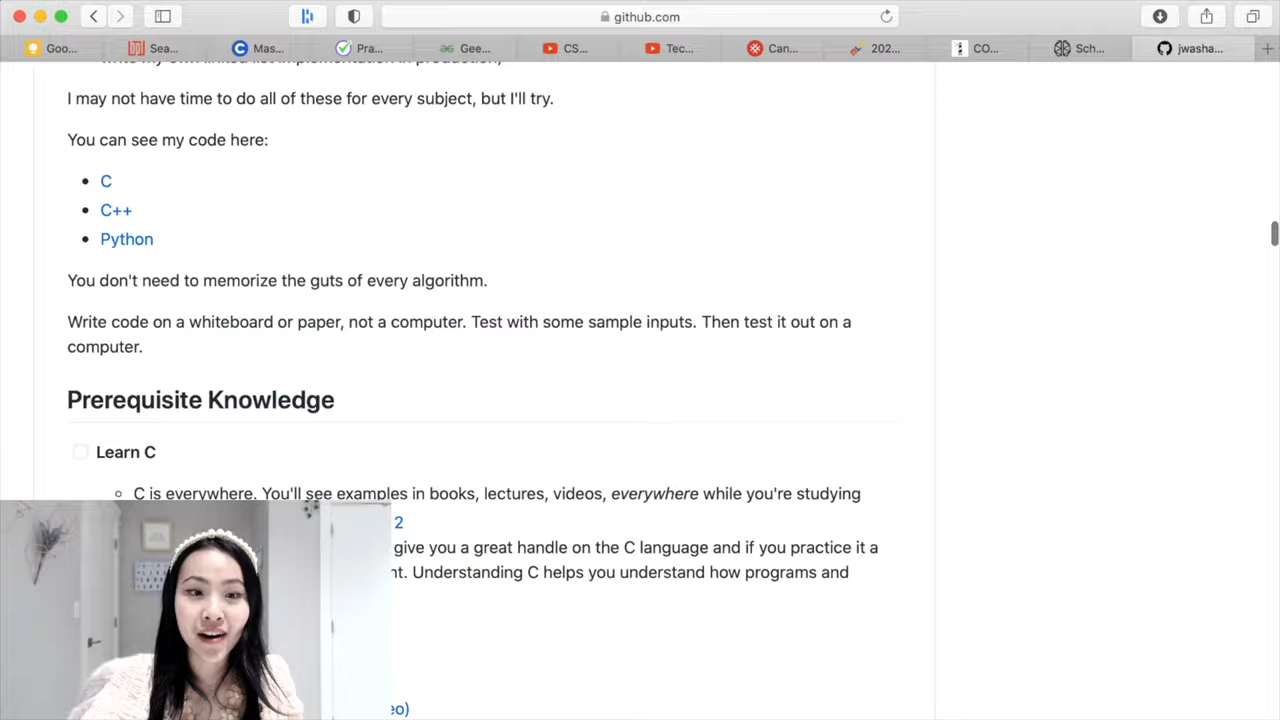 github.com
Goo...
Sea...
Mas...
Pra...
Gee...
CS...
Tec...
Can...
202...
CO...
Sch...
jwasha...
I may not have time to do all of these for every subject, but I'll try.
You can see my code here:
C
C++
Python
You don't need to memorize the guts of every algorithm.
Write code on a whiteboard or paper, not a computer. Test with some sample inputs. Then test it out on a
computer.
Prerequisite Knowledge
Learn C
C is everywhere. You'll see examples in books, lectures, videos, everywhere while you're studying
2
give you a great handle on the C language and if you practice it a
nt. Understanding C helps you understand how programs and
eo)